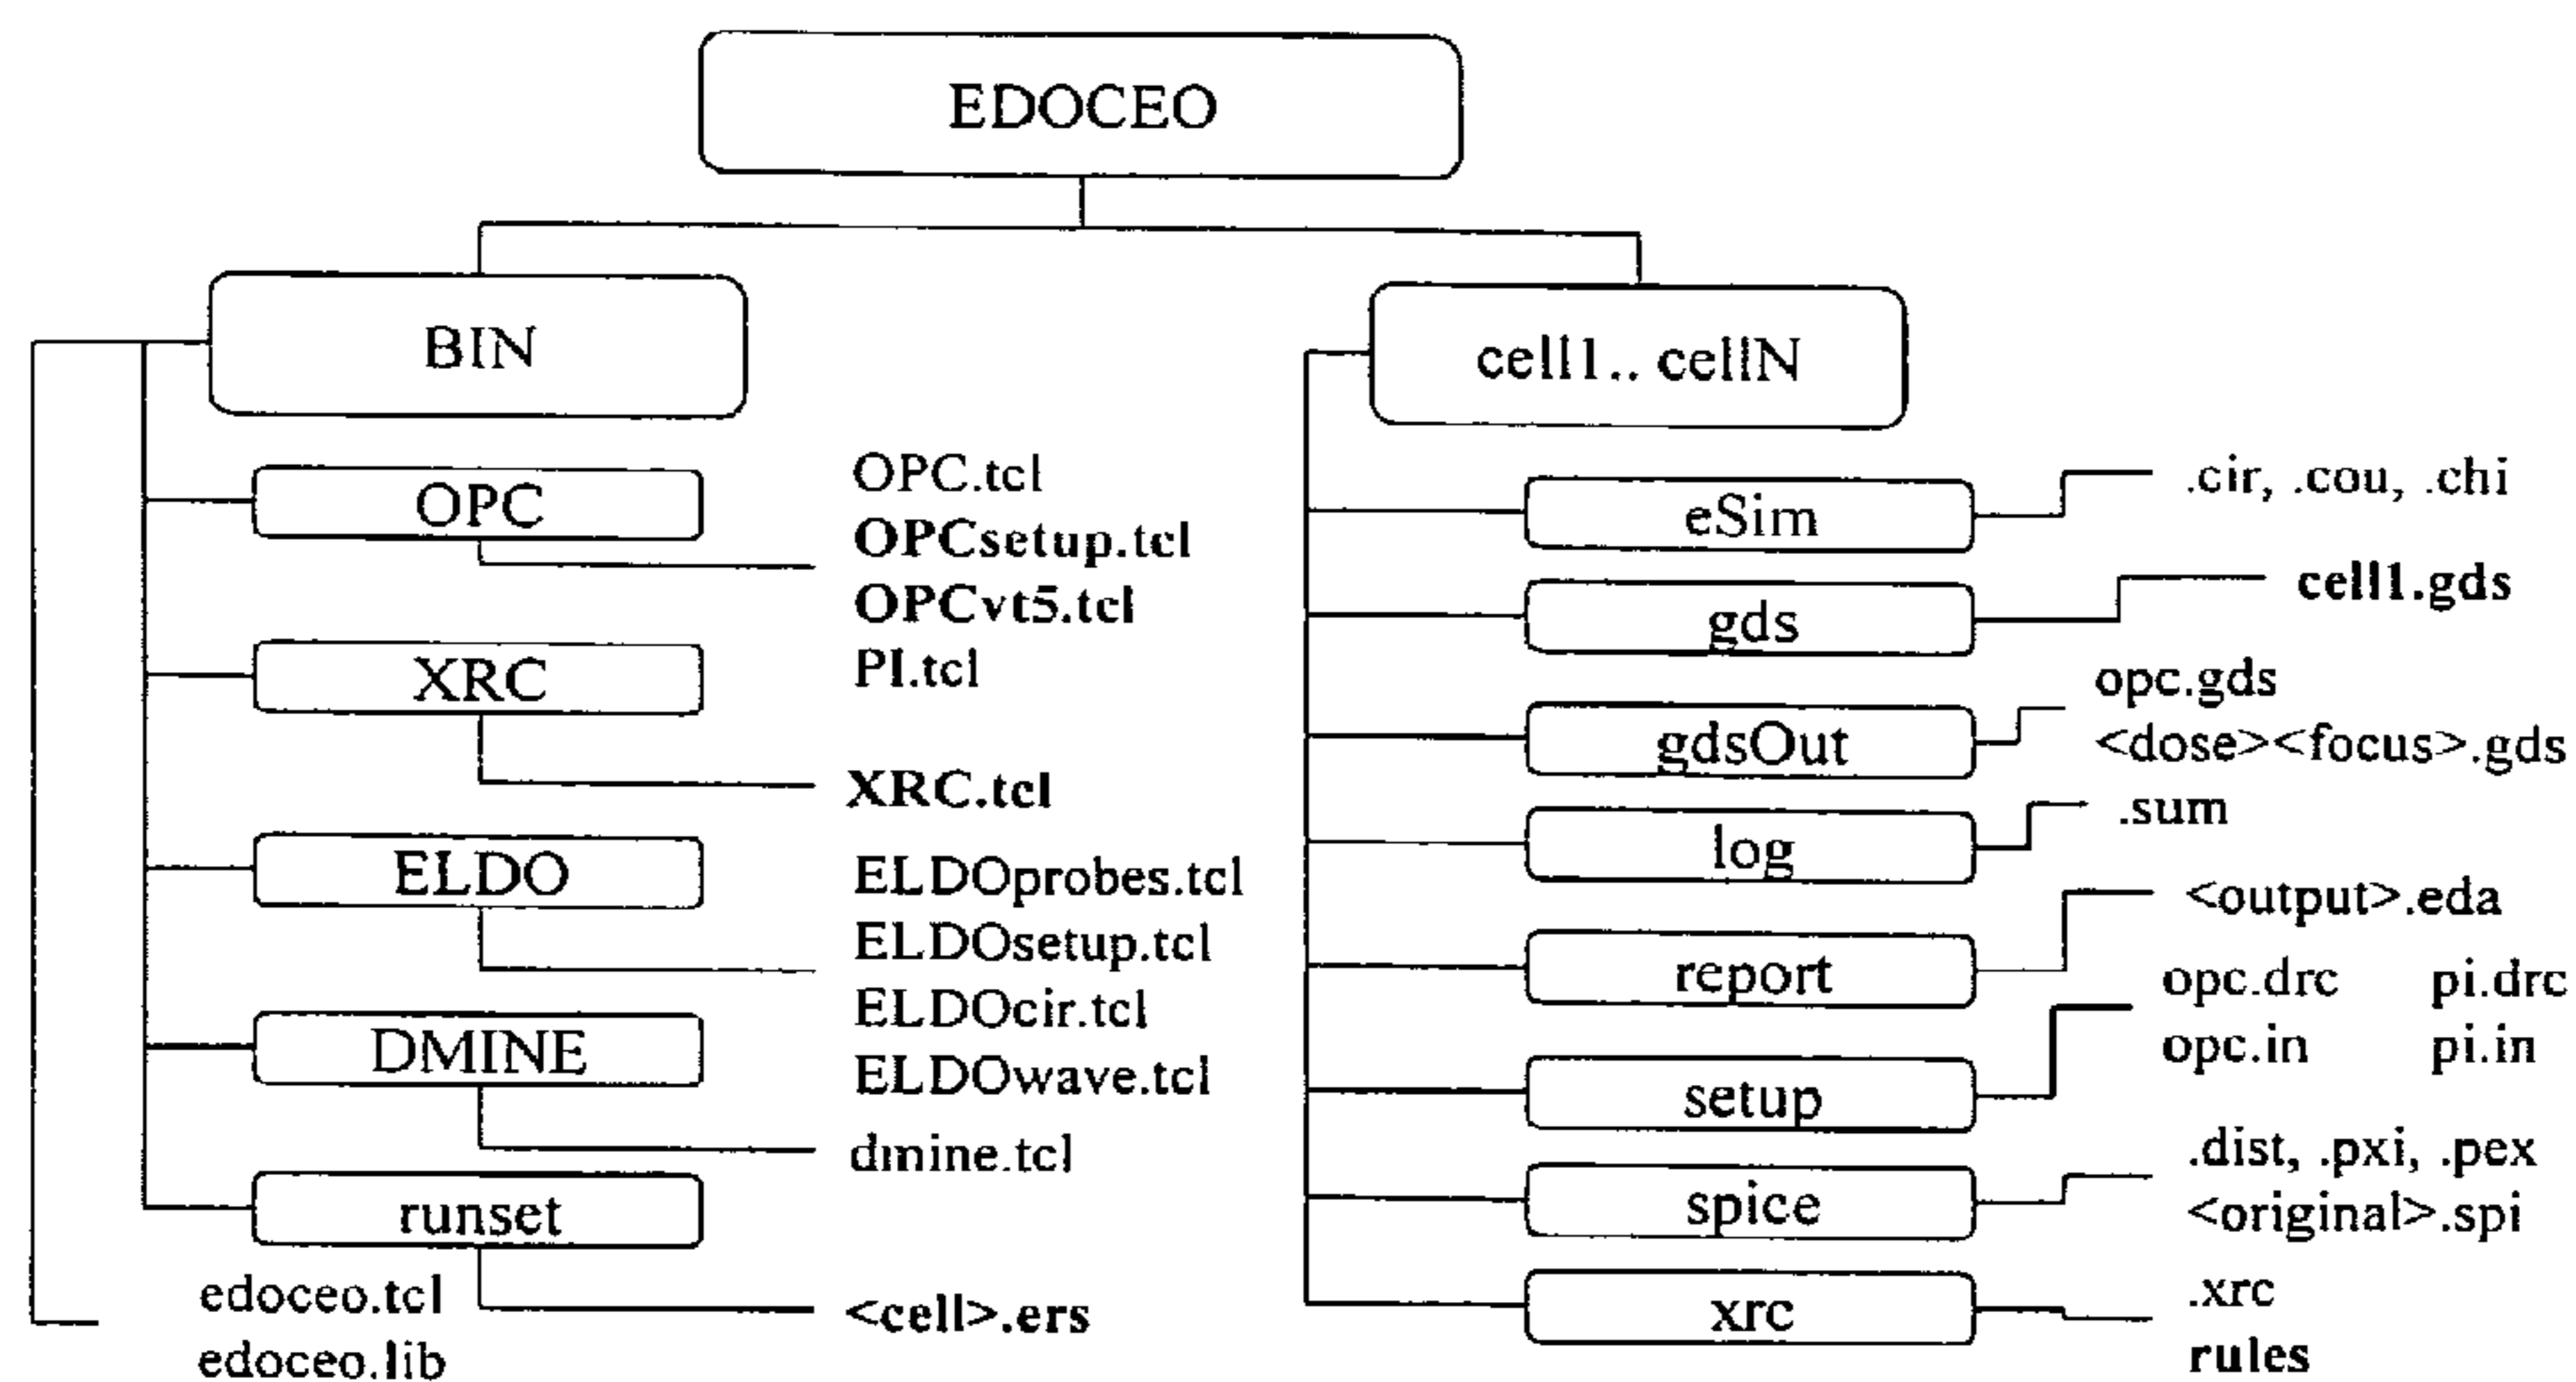 EDOCEO
BIN
OPC
OPC.tcl
OPCsetup.tcl
OPCvt5.tcl
PI.tcl
XRC
XRC.tcl
ELDO
ELDOprobes.tcl
ELDOsetup.tcl
ELDOcir.tcl
ELDOwave.tcl
DMINE
dmine.tcl
runset
<cell>.ers
edoceo.tcl
edoceo.lib
cell1.. cellN
eSim
.cir, .cou, .chi
gds
cell1.gds
gdsOut
opc.gds
<dose><focus>.gds
log
.sum
report
<output>.eda
setup
opc.drc pi.drc
opc.in pi.in
spice
.dist, .pxi, .pex
<original>.spi
xrc
.xrc
rules